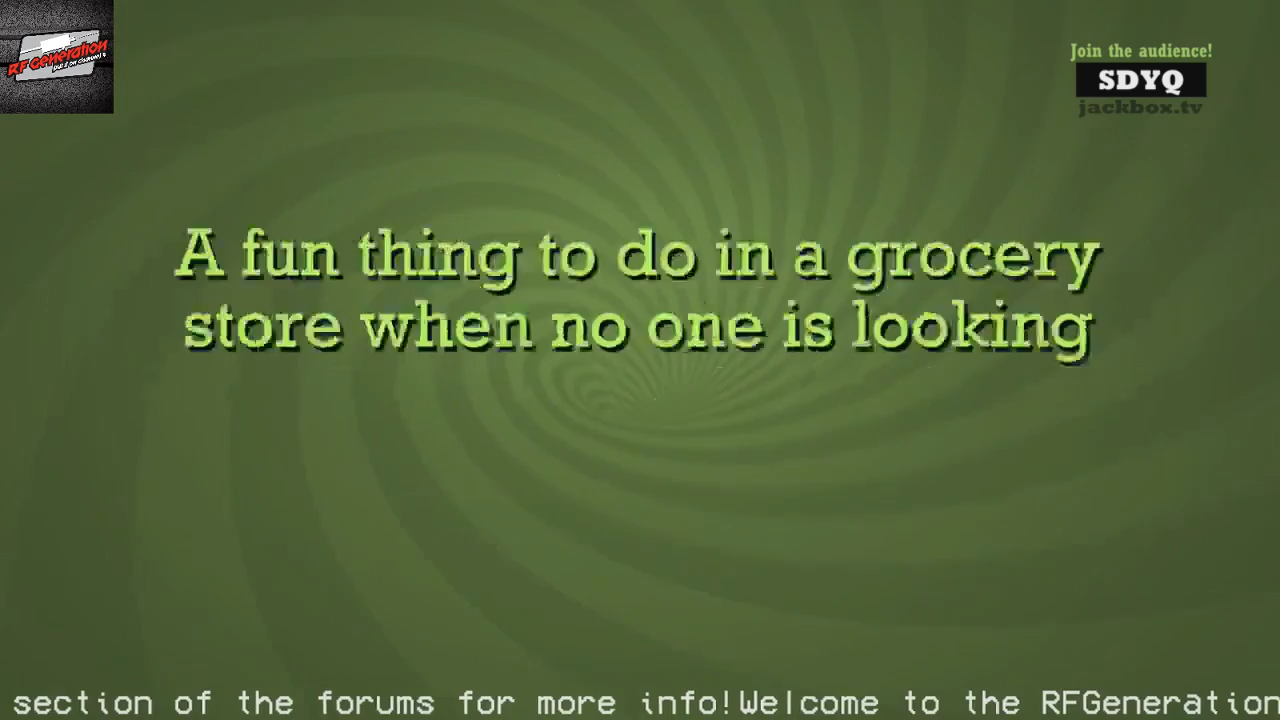 RF Generation
Join the audience!
SDYQ
jackbox.tv
A fun thing to do in a grocery
store when no one is looking
section of the forums for more info!Welcome to the RFGeneration